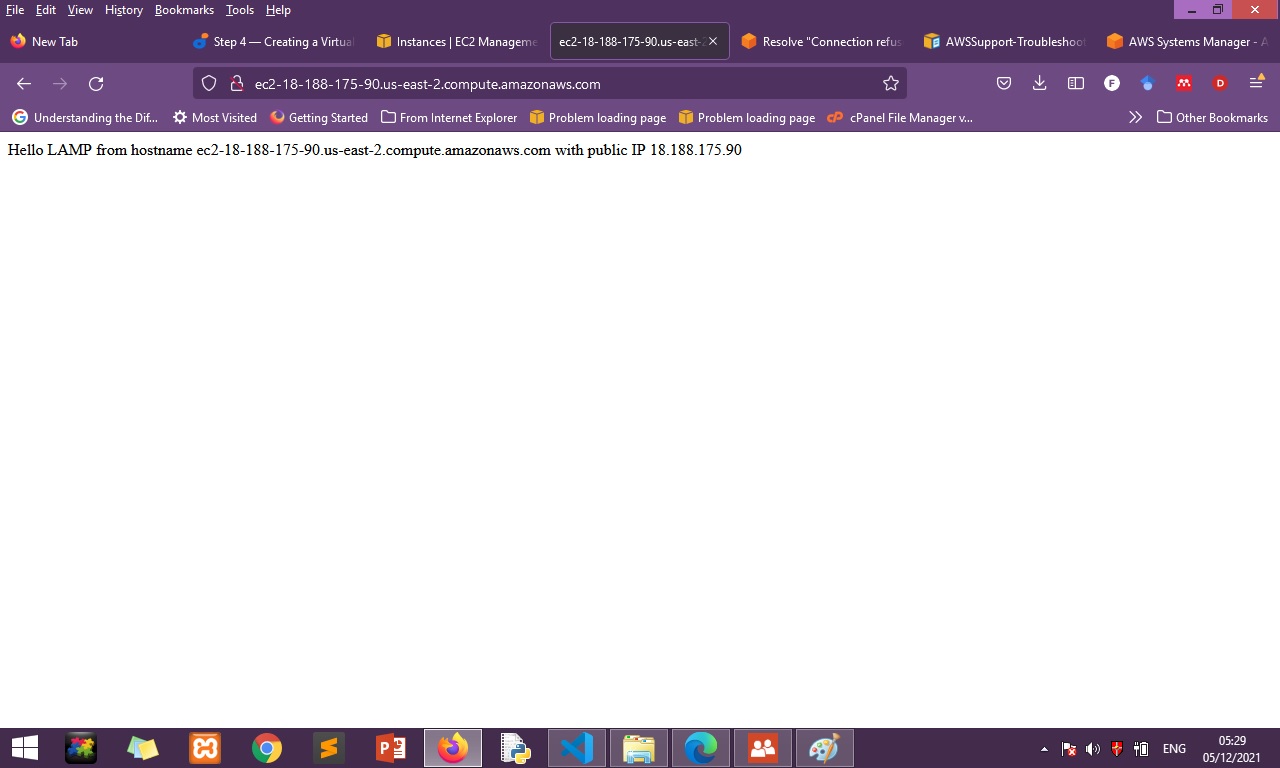 File Edit View History Bookmarks Tools Help
New Tab Step 4 — Creating a Virtual Instances | EC2 Manageme ec2-18-188-175-90.us-east-2 Resolve "Connection refus AWSSupport-Troubleshoot AWS Systems Manager - A
ec2-18-188-175-90.us-east-2.compute.amazonaws.com F D
Understanding the Dif... Most Visited Getting Started From Internet Explorer Problem loading page Problem loading page cP cPanel File Manager v... Other Bookmarks
Hello LAMP from hostname ec2-18-188-175-90.us-east-2.compute.amazonaws.com with public IP 18.188.175.90
ENG 05:29
05/12/2021